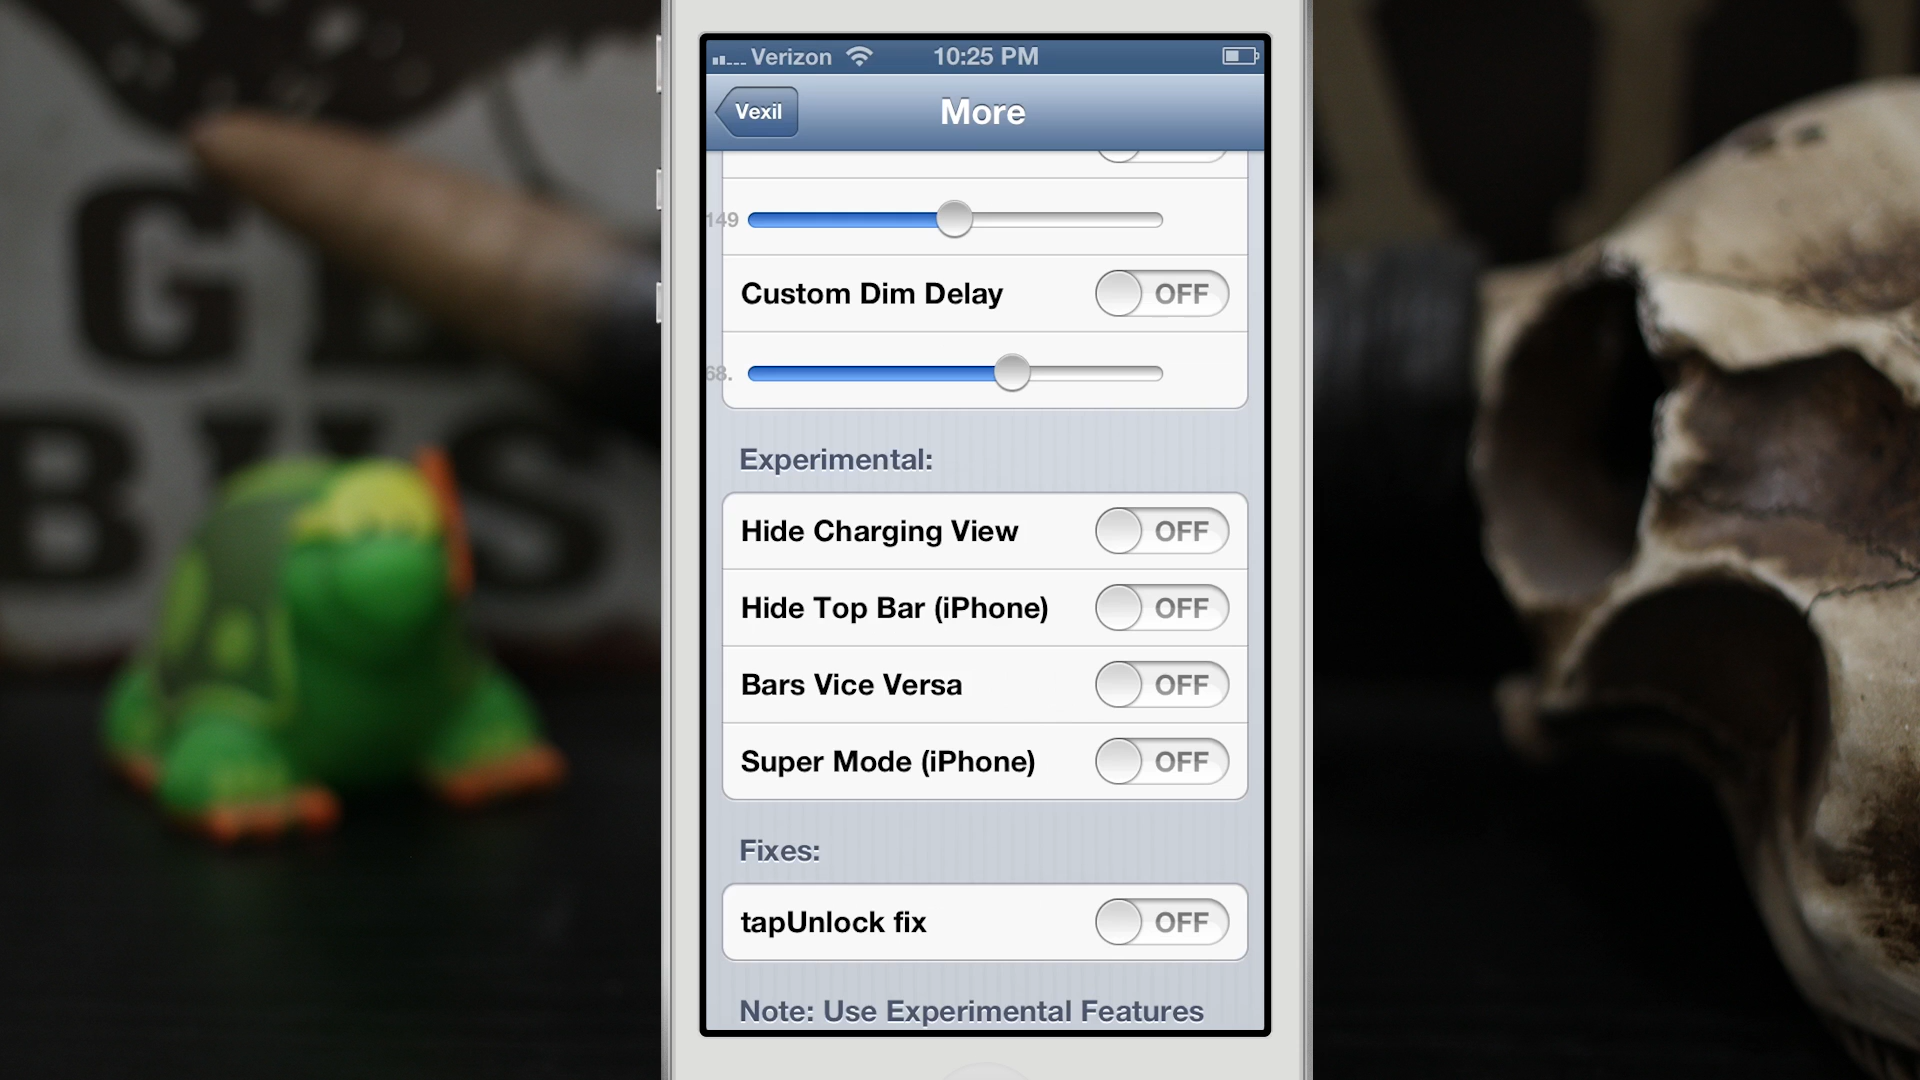 Verizon 10:25 PM
Vexil
More
149
Custom Dim Delay OFF
68.
Experimental:
Hide Charging View OFF
Hide Top Bar (iPhone) OFF
Bars Vice Versa OFF
Super Mode (iPhone) OFF
Fixes:
tapUnlock fix OFF
Note: Use Experimental Features